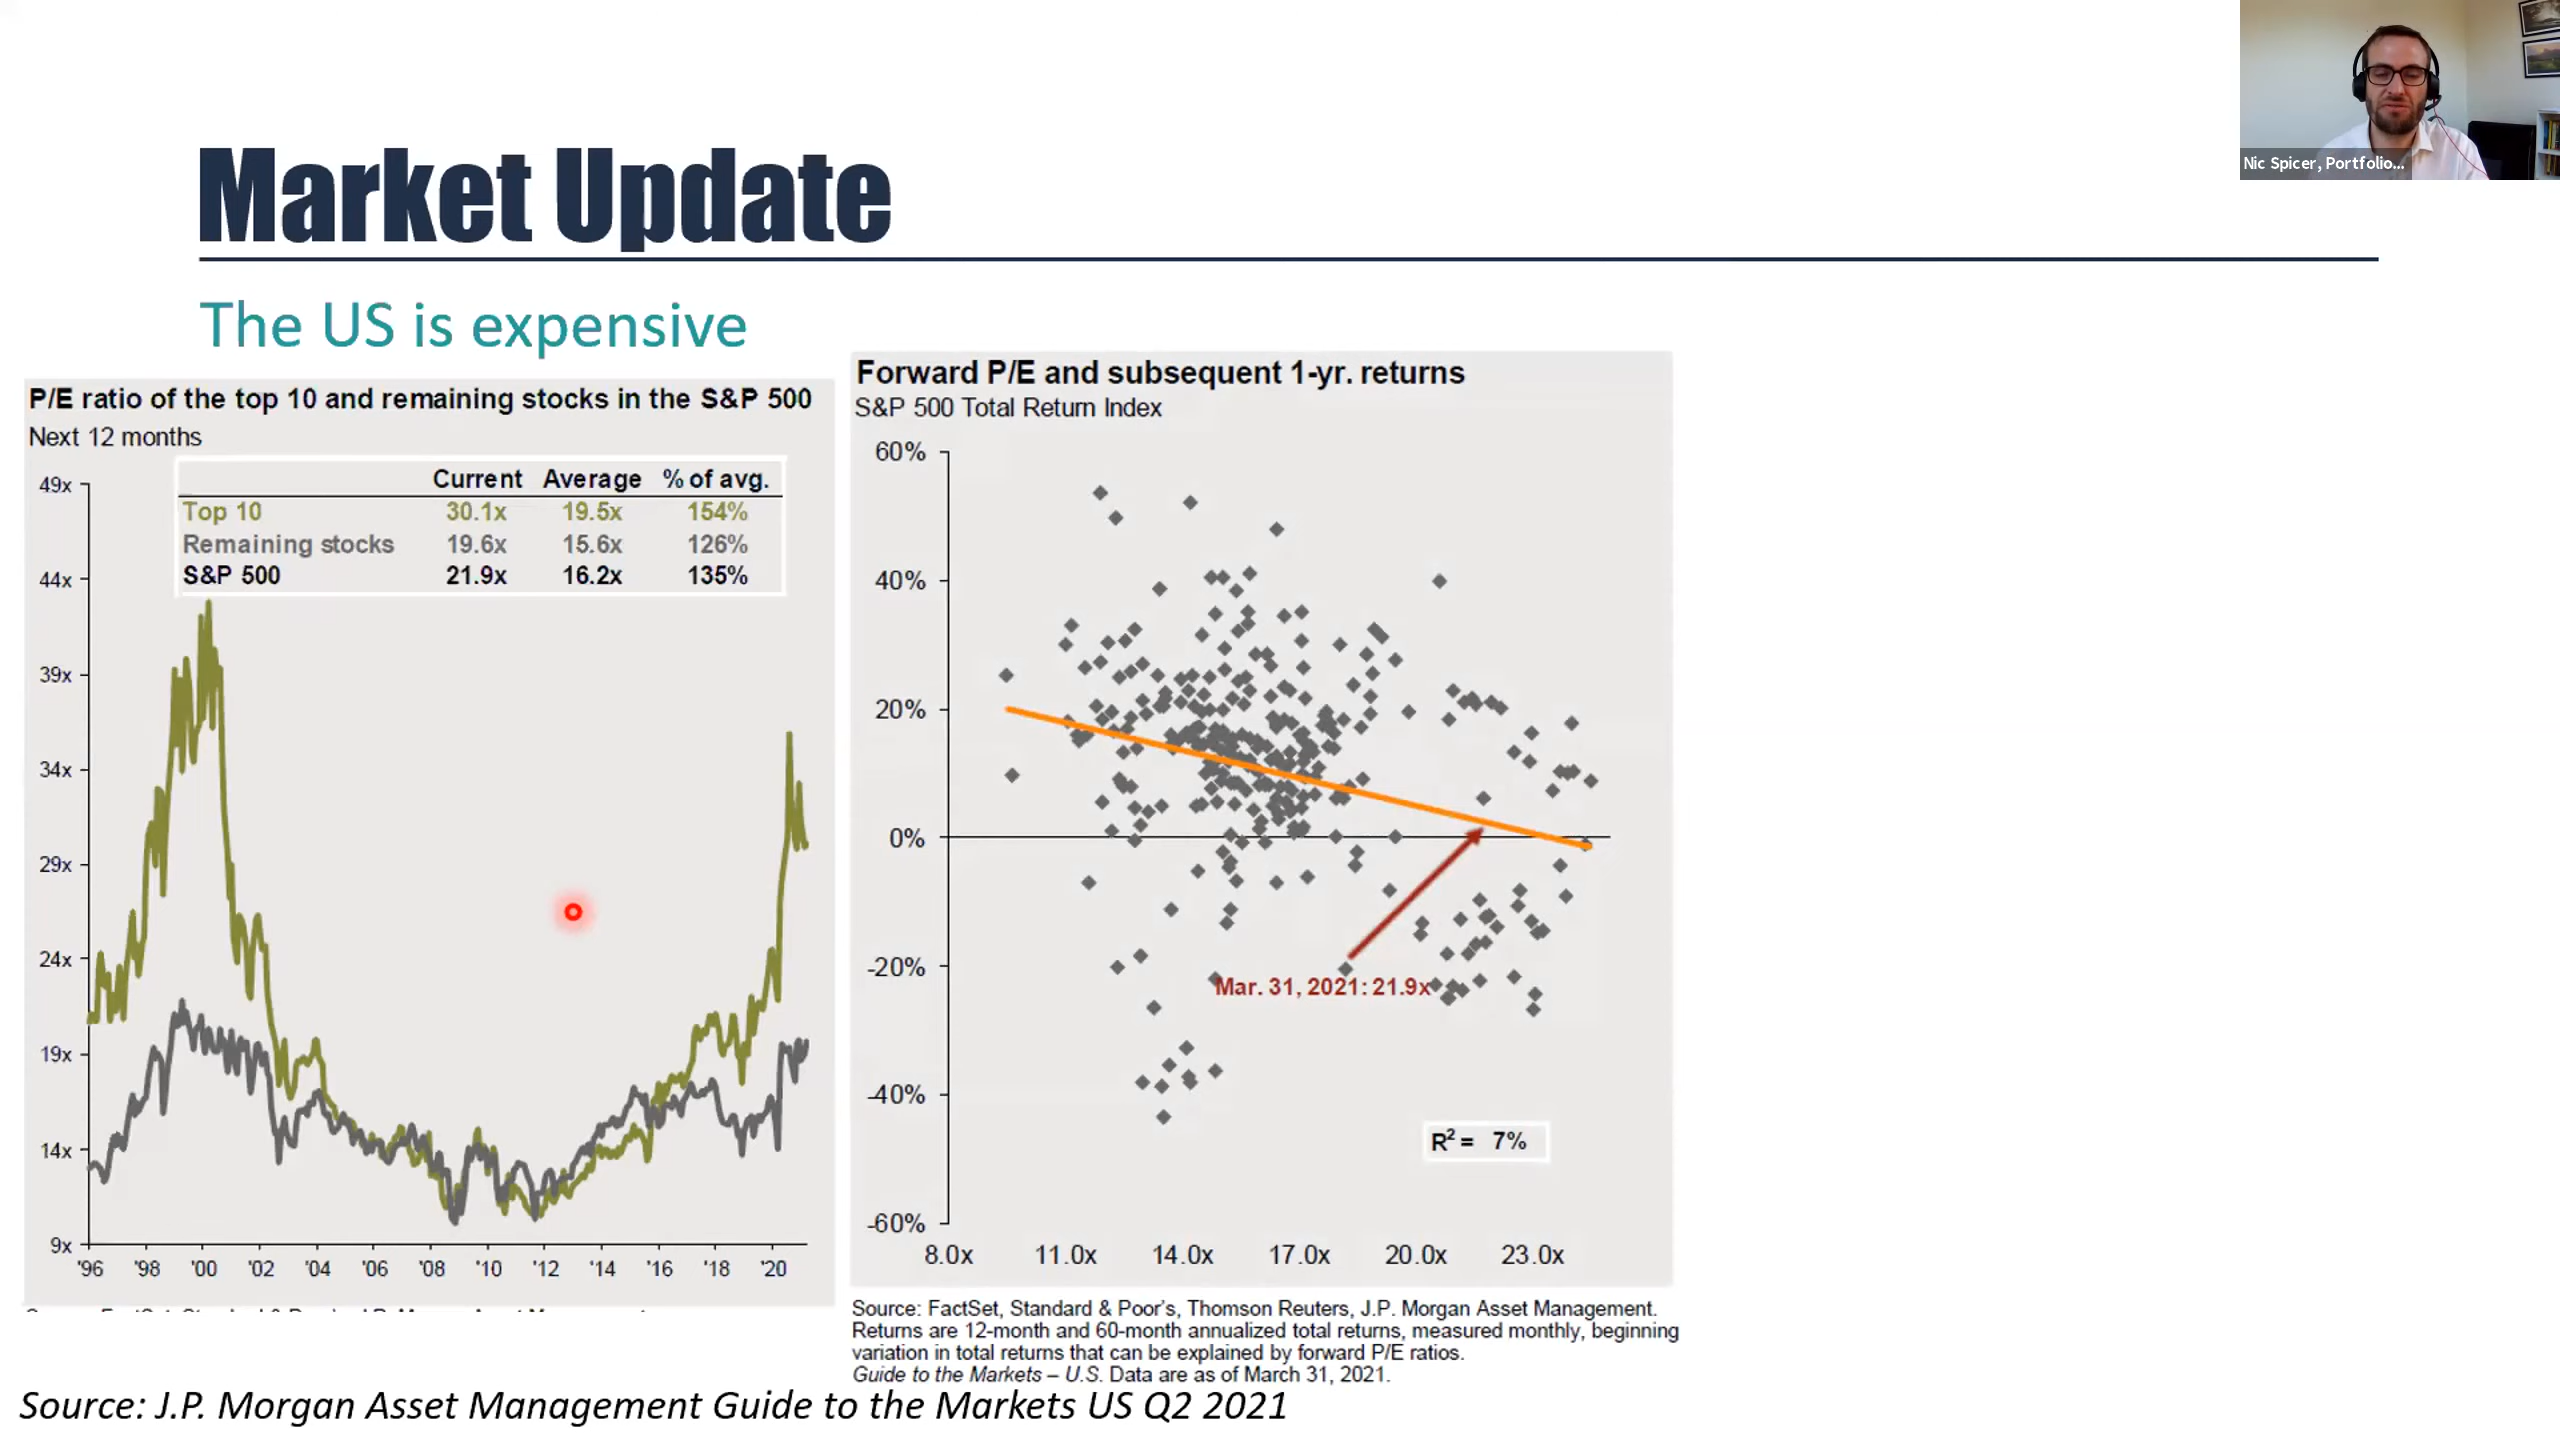 Nic Spicer, Portfolio...
Market Update
The US is expensive
P/E ratio of the top 10 and remaining stocks in the S&P 500
Next 12 months
Current Average % of avg.
Top 10 30.1x 19.5x 154%
Remaining stocks 19.6x 15.6x 126%
S&P 500 21.9x 16.2x 135%
49x
44x
39x
34x
29x
24x
19x
14x
9x
'96 '98 '00 '02 '04 '06 '08 '10 '12 '14 '16 '18 '20
Forward P/E and subsequent 1-yr. returns
S&P 500 Total Return Index
60%
40%
20%
0%
-20%
-40%
-60%
Mar. 31, 2021: 21.9x
R² = 7%
8.0x 11.0x 14.0x 17.0x 20.0x 23.0x
Source: FactSet, Standard & Poor's, Thomson Reuters, J.P. Morgan Asset Management.
Returns are 12-month and 60-month annualized total returns, measured monthly, beginning
variation in total returns that can be explained by forward P/E ratios.
Guide to the Markets – U.S. Data are as of March 31, 2021.
Source: J.P. Morgan Asset Management Guide to the Markets US Q2 2021